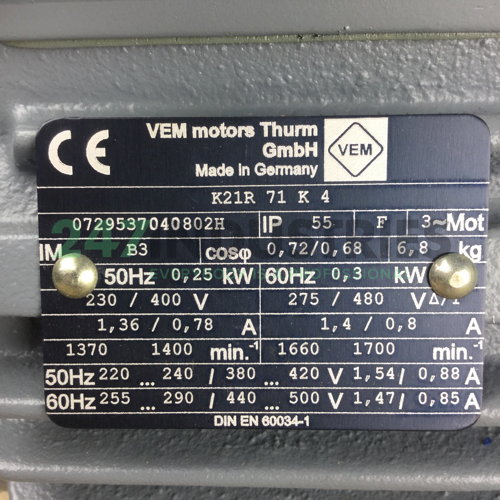 CE VEM motors Thurm
GmbH VEM
Made in Germany
K21R 71 K 4
0729537040802H IP 55 F 3~Mot
IM B3 cosφ 0,72/0,68 6,8 kg
50Hz 0,25 kW 60Hz 0,3 kW
230 / 400 V 275 / 480 V Δ/
1,36 / 0,78 A 1,4 / 0,8 A
1370 1400 min.-1 1660 1700 min.-1
50Hz 220 ... 240 / 380 ... 420 V 1,54/ 0,88 A
60Hz 255 ... 290 / 440 ... 500 V 1,47/ 0,85 A
DIN EN 60034-1